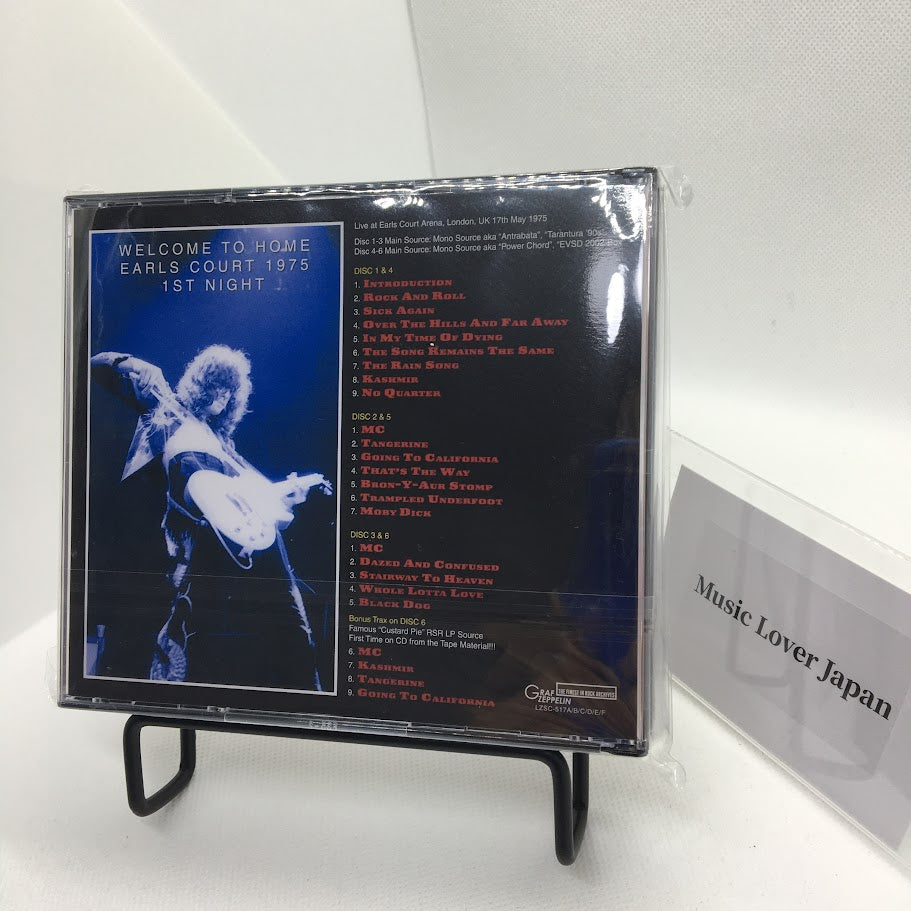 WELCOME TO HOME
EARLS COURT 1975
1ST NIGHT
Live at Earls Court Arena, London, UK 17th May 1975
Disc 1-3 Main Source: Mono Source aka "Antrabata", "Tarantura '90s",
Disc 4-6 Main Source: Mono Source aka "Power Chord", "EVSD 2002 Box
DISC 1 & 4
1. INTRODUCTION
2. ROCK AND ROLL
3. SICK AGAIN
4. OVER THE HILLS AND FAR AWAY
5. IN MY TIME OF DYING
6. THE SONG REMAINS THE SAME
7. THE RAIN SONG
8. KASHMIR
9. NO QUARTER
DISC 2 & 5
1. MC
2. TANGERINE
3. GOING TO CALIFORNIA
4. THAT'S THE WAY
5. BRON-Y-AUR STOMP
6. TRAMPLED UNDERFOOT
7. MOBY DICK
DISC 3 & 6
1. MC
2. DAZED AND CONFUSED
3. STAIRWAY TO HEAVEN
4. WHOLE LOTTA LOVE
5. BLACK DOG
Bonus Trax on DISC 6
Famous "Custard Pie" RSR LP Source
First Time on CD from the Tape Material!!!
6. MC
7. KASHMIR
8. TANGERINE
9. GOING TO CALIFORNIA
GRAF ZEPPELIN
THE FINEST IN ROCK ARCHIVES
LZSC-517A/B/C/D/E/F
Music Lover Japan